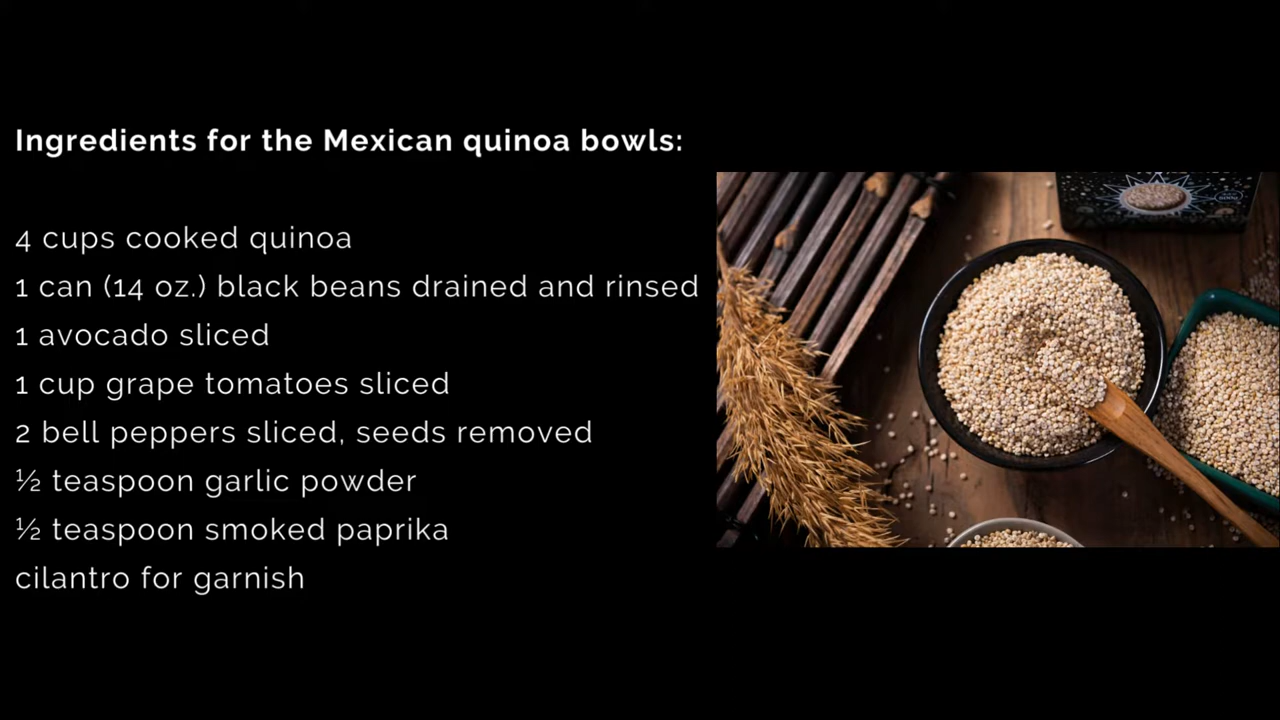 Ingredients for the Mexican quinoa bowls:
4 cups cooked quinoa
1 can (14 oz.) black beans drained and rinsed
1 avocado sliced
1 cup grape tomatoes sliced
2 bell peppers sliced, seeds removed
½ teaspoon garlic powder
½ teaspoon smoked paprika
cilantro for garnish